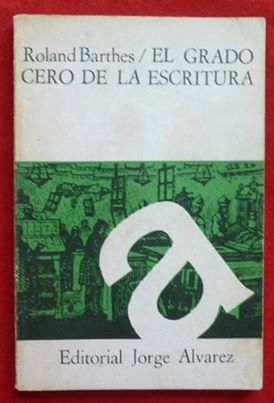 Roland Barthes / EL GRADO
CERO DE LA ESCRITURA
a
Editorial Jorge Alvarez